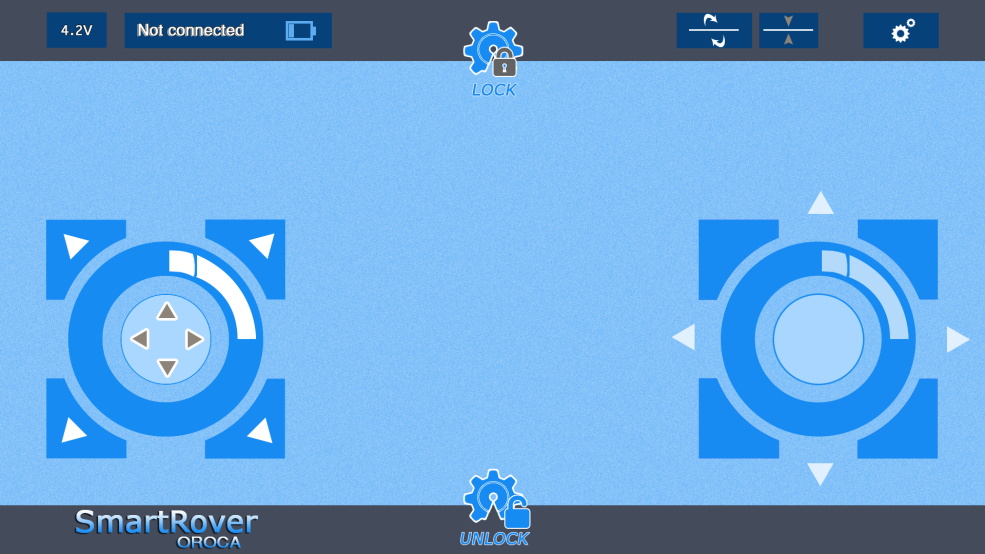 4.2V
Not connected
LOCK
UNLOCK
SmartRover
OROCA